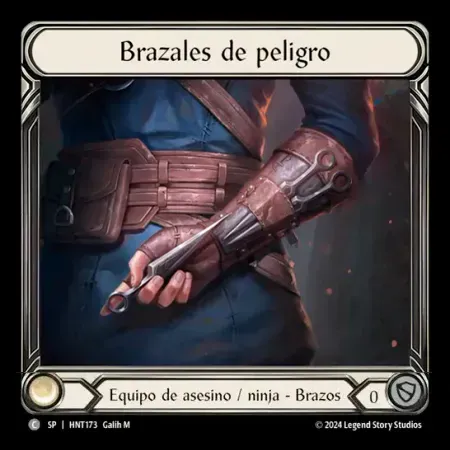 Brazales de peligro
Equipo de asesino / ninja - Brazos
0
C SP | HNT173 Galih M
© 2024 Legend Story Studios